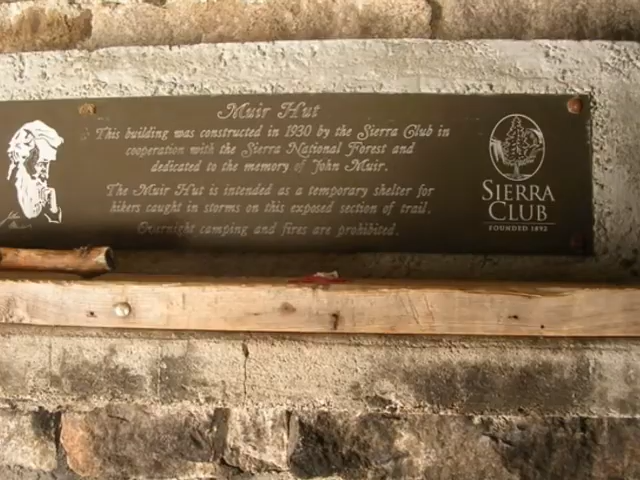 Muir Hut
This building was constructed in 1930 by the Sierra Club in
cooperation with the Sierra National Forest and
dedicated to the memory of John Muir.
The Muir Hut is intended as a temporary shelter for
hikers caught in storms on this exposed section of trail.
Overnight camping and fires are prohibited.
SIERRA
CLUB
FOUNDED 1892